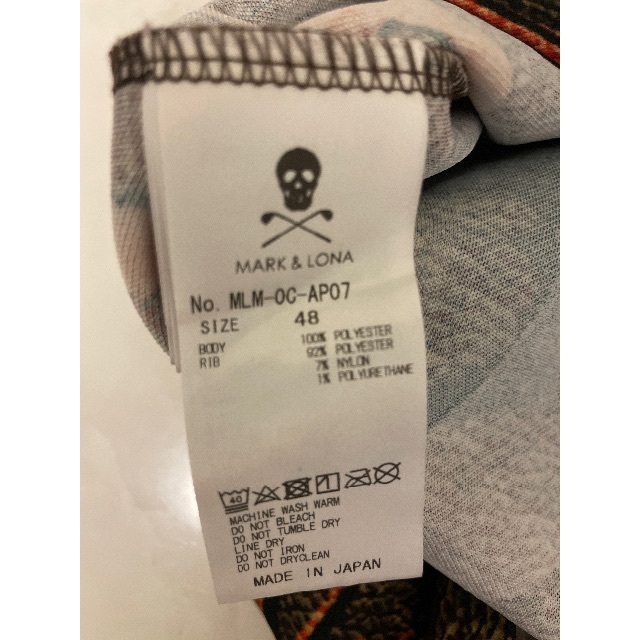 MARK & LONA
No. MLM-0C-AP07
SIZE 48
BODY 100% POLYESTER
RIB 92% POLYESTER
7% NYLON
1% POLYURETHANE
40
MACHINE WASH WARM
DO NOT BLEACH
DO NOT TUMBLE DRY
LINE DRY
DO NOT IRON
DO NOT DRYCLEAN
MADE IN JAPAN